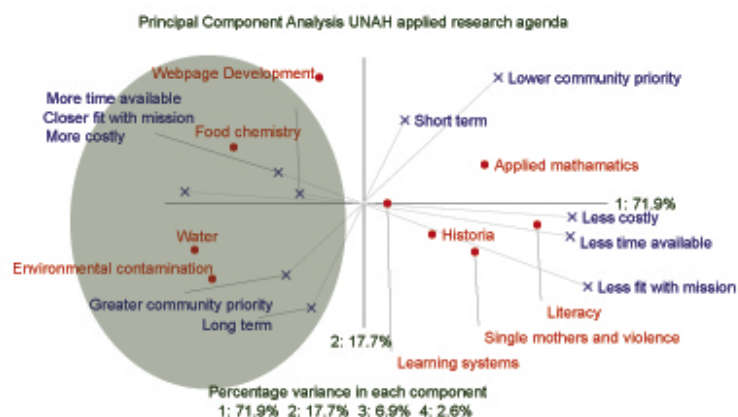 Principal Component Analysis UNAH applied research agenda
Webpage Development
Lower community priority
More time available
Closer fit with mission
More costly
Short term
Food chemistry
Applied mathamatics
1: 71.9%
Less costly
Water
Historia
Less time available
Environmental contamination
Less fit with mission
Greater community priority
Literacy
Long term
2: 17.7%
Single mothers and violence
Learning systems
Percentage variance in each component
1: 71.9% 2: 17.7% 3: 6.9% 4: 2.6%